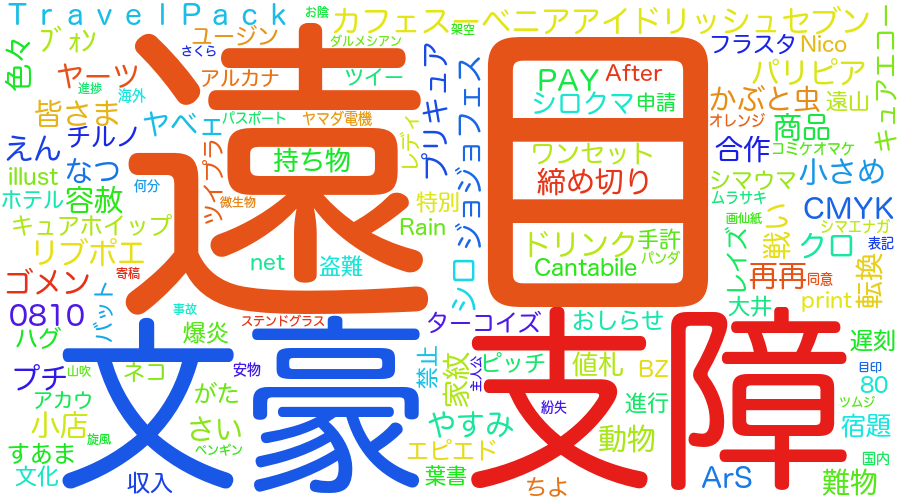 ＴｒａｖｅｌＰａｃｋ
お陰
カフェスーベニアアイドリッシュセブン
ダルメシアン
架空
色々
ﾌﾞｫﾝ
ユージン
さくら
遠目
フラスタ
Nico
ヤーツ
進捗
海外
アルカナ
ツイー
PAY
After
パリピア
シロクマ
申請
かぶと虫
遠山
オレンジ
皆さま
ヤベエ
パスポート
ヤマダ電機
レディ
プリキュア
ジョジョフェス
キュアエコー
商品
コミケオマケ
えん
チルノ
ツイプラ
持ち物
ワンセット
合作
illust
なつ
何分
微生物
締め切り
シマウマ
小さめ
ホテル
容赦
特別
ムラサキ
CMYK
キュアホイップ
Rain
画仙紙
シマエナガ
リブポエ
ドリンク
手許
パンダ
レイズ
戦い
クロ
表記
ゴメン
寄稿
net
盗難
シロ
Cantabile
再再
同意
転換
0810
バット
事故
大井
print
ハグ
爆炎
ステンドグラス
ターコイズ
おしらせ
遅刻
文豪
支障
プチ
山吹
ネコ
安物
禁止
家紋
主人公
ピッチ
値札
BZ
目印
80
アカウ
がた
紛失
進行
ツムジ
小店
旋風
さい
やすみ
動物
宿題
すあま
ペンギン
エピエド
国内
文化
収入
葉書
ちよ
ArS
難物